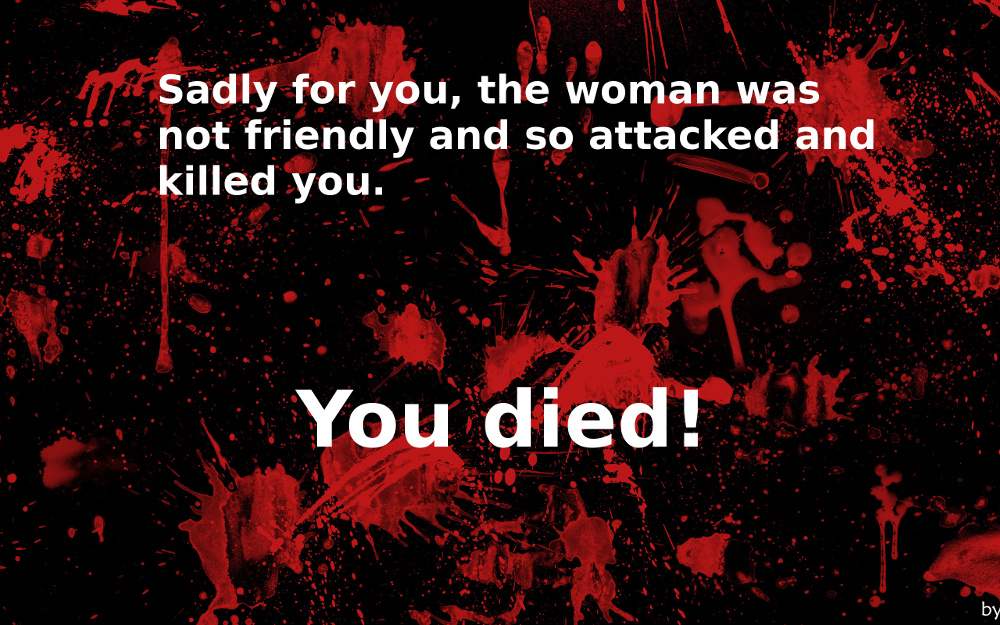 Sadly for you, the woman was
not friendly and so attacked and
killed you.
You died!
by